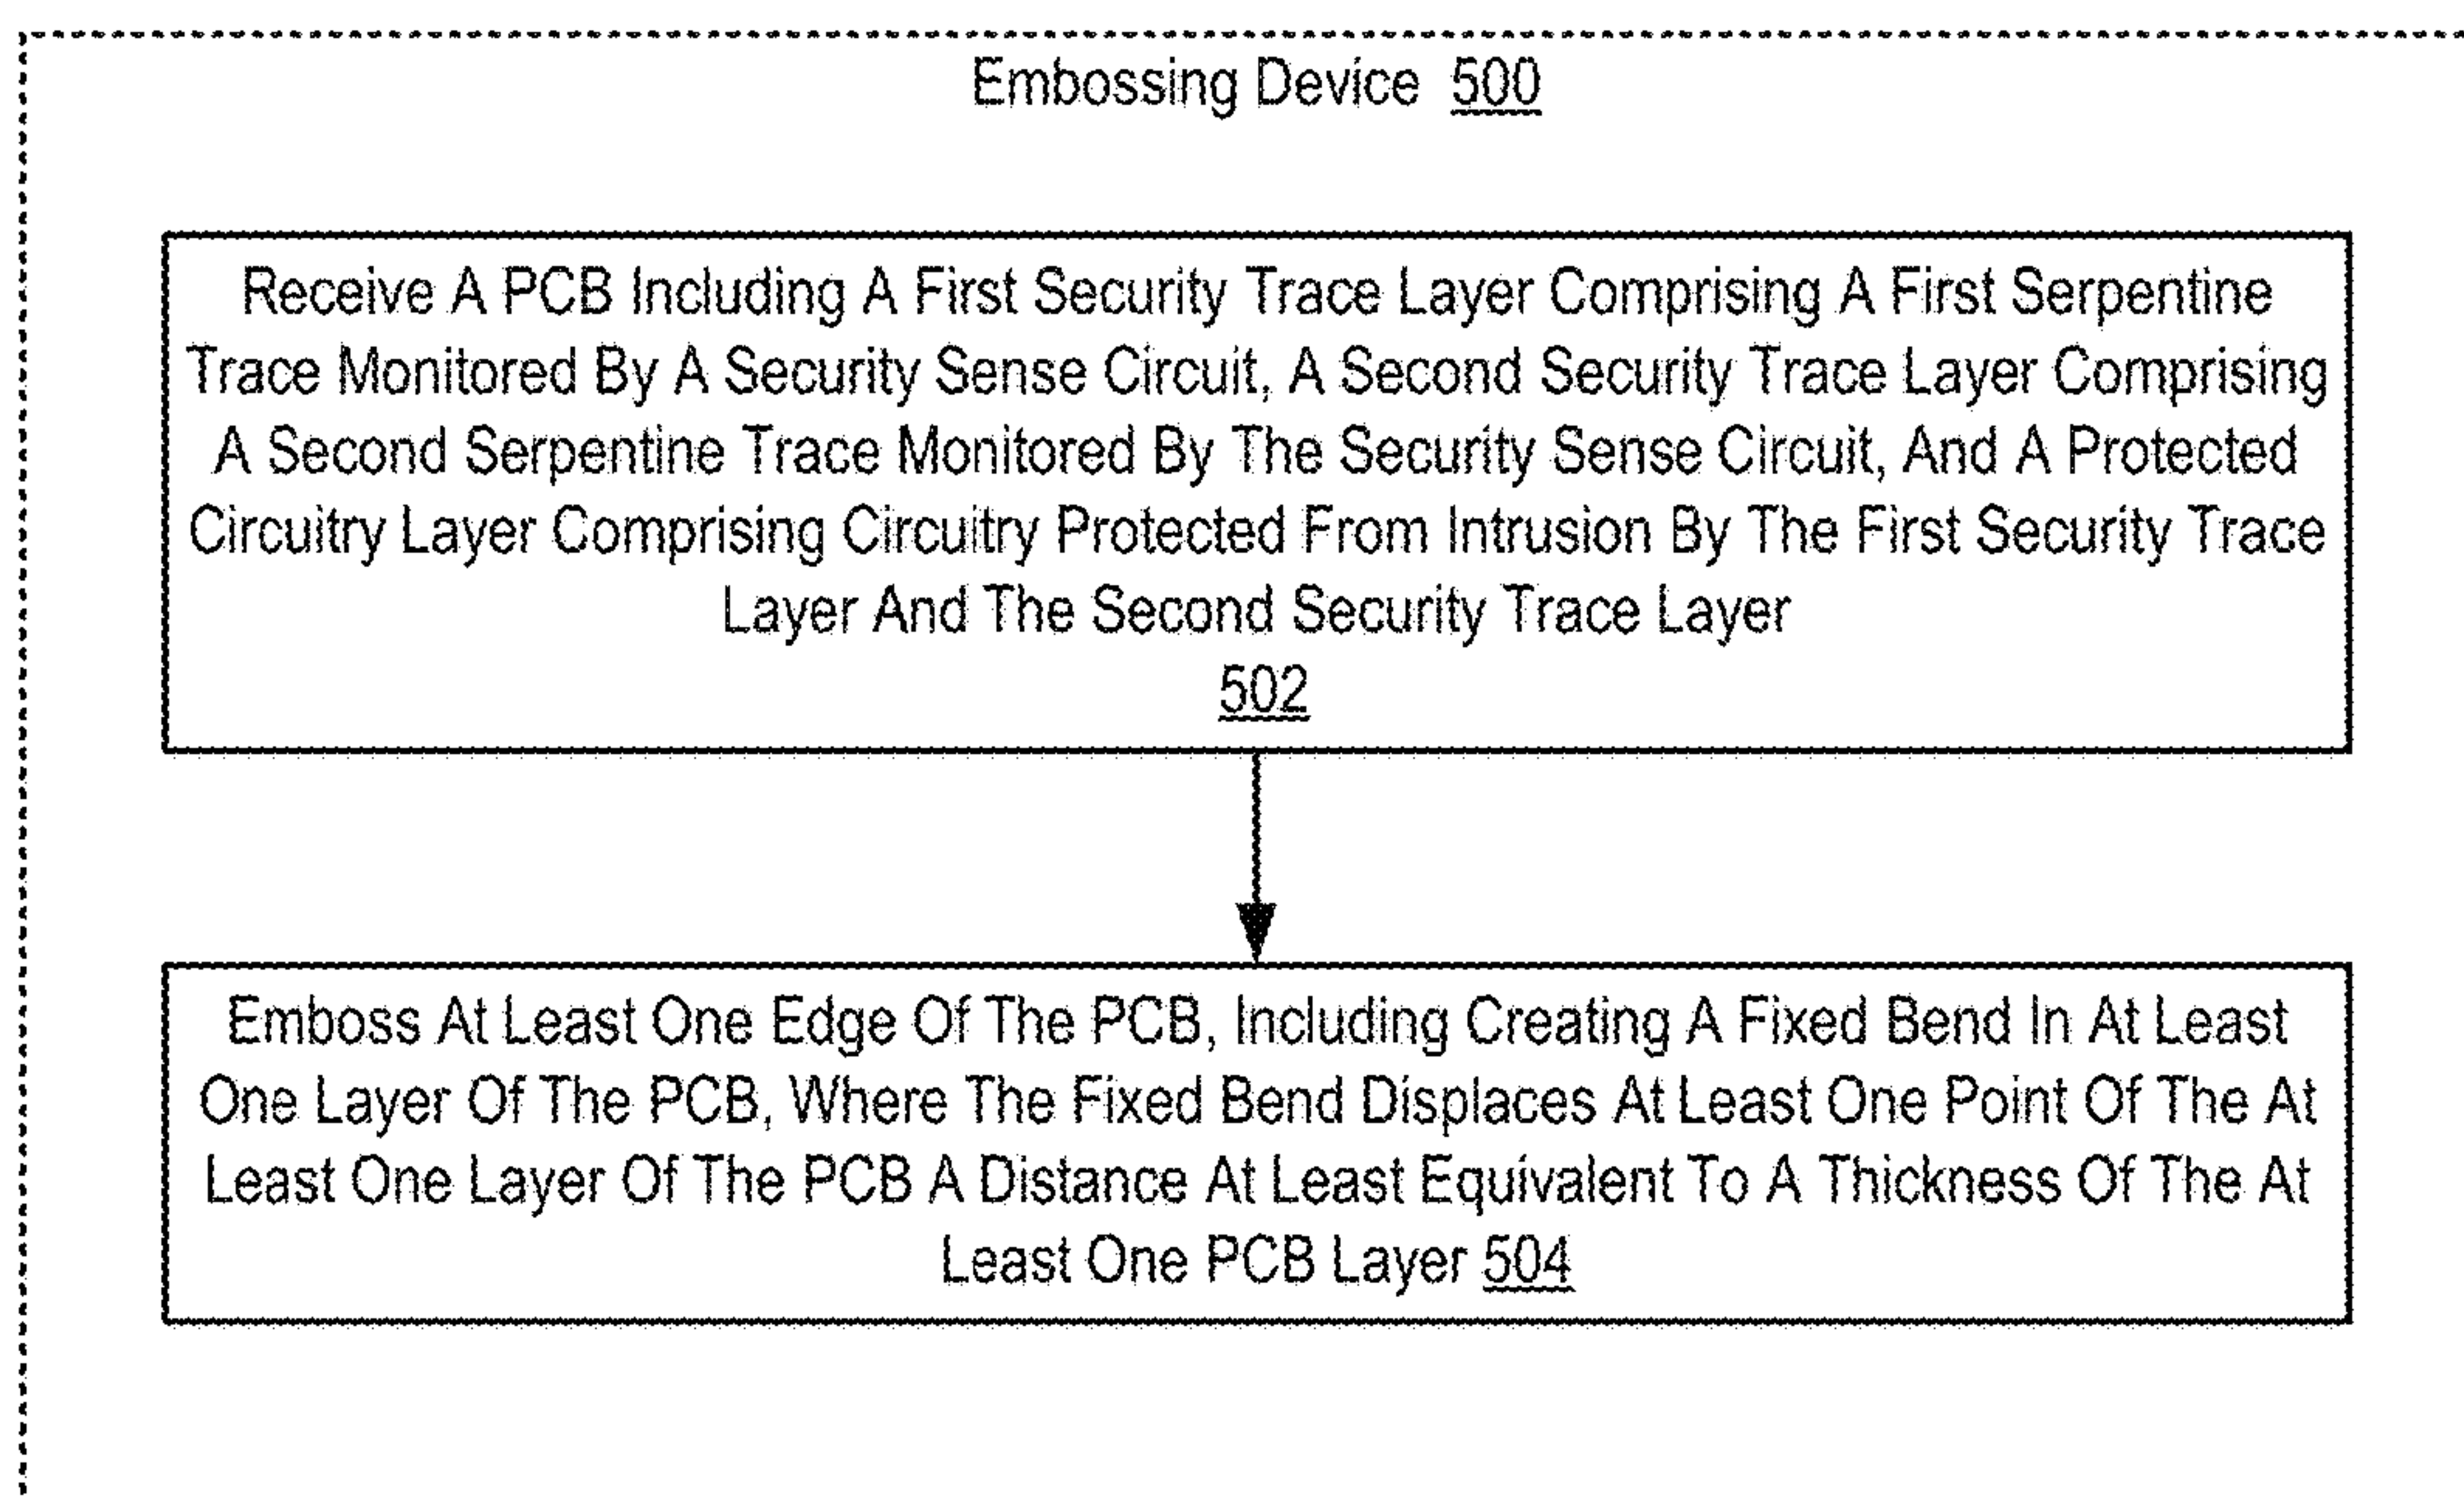 Embossing Device 500
Receive A PCB Including A First Security Trace Layer Comprising A First Serpentine
Trace Monitored By A Security Sense Circuit, A Second Security Trace Layer Comprising
A Second Serpentine Trace Monitored By The Security Sense Circuit, And A Protected
Circuitry Layer Comprising Circuitry Protected From Intrusion By The First Security Trace
Layer And The Second Security Trace Layer
502
Emboss At Least One Edge Of The PCB, Including Creating A Fixed Bend In At Least
One Layer Of The PCB, Where The Fixed Bend Displaces At Least One Point Of The At
Least One Layer Of The PCB A Distance At Least Equivalent To A Thickness Of The At
Least One PCB Layer 504